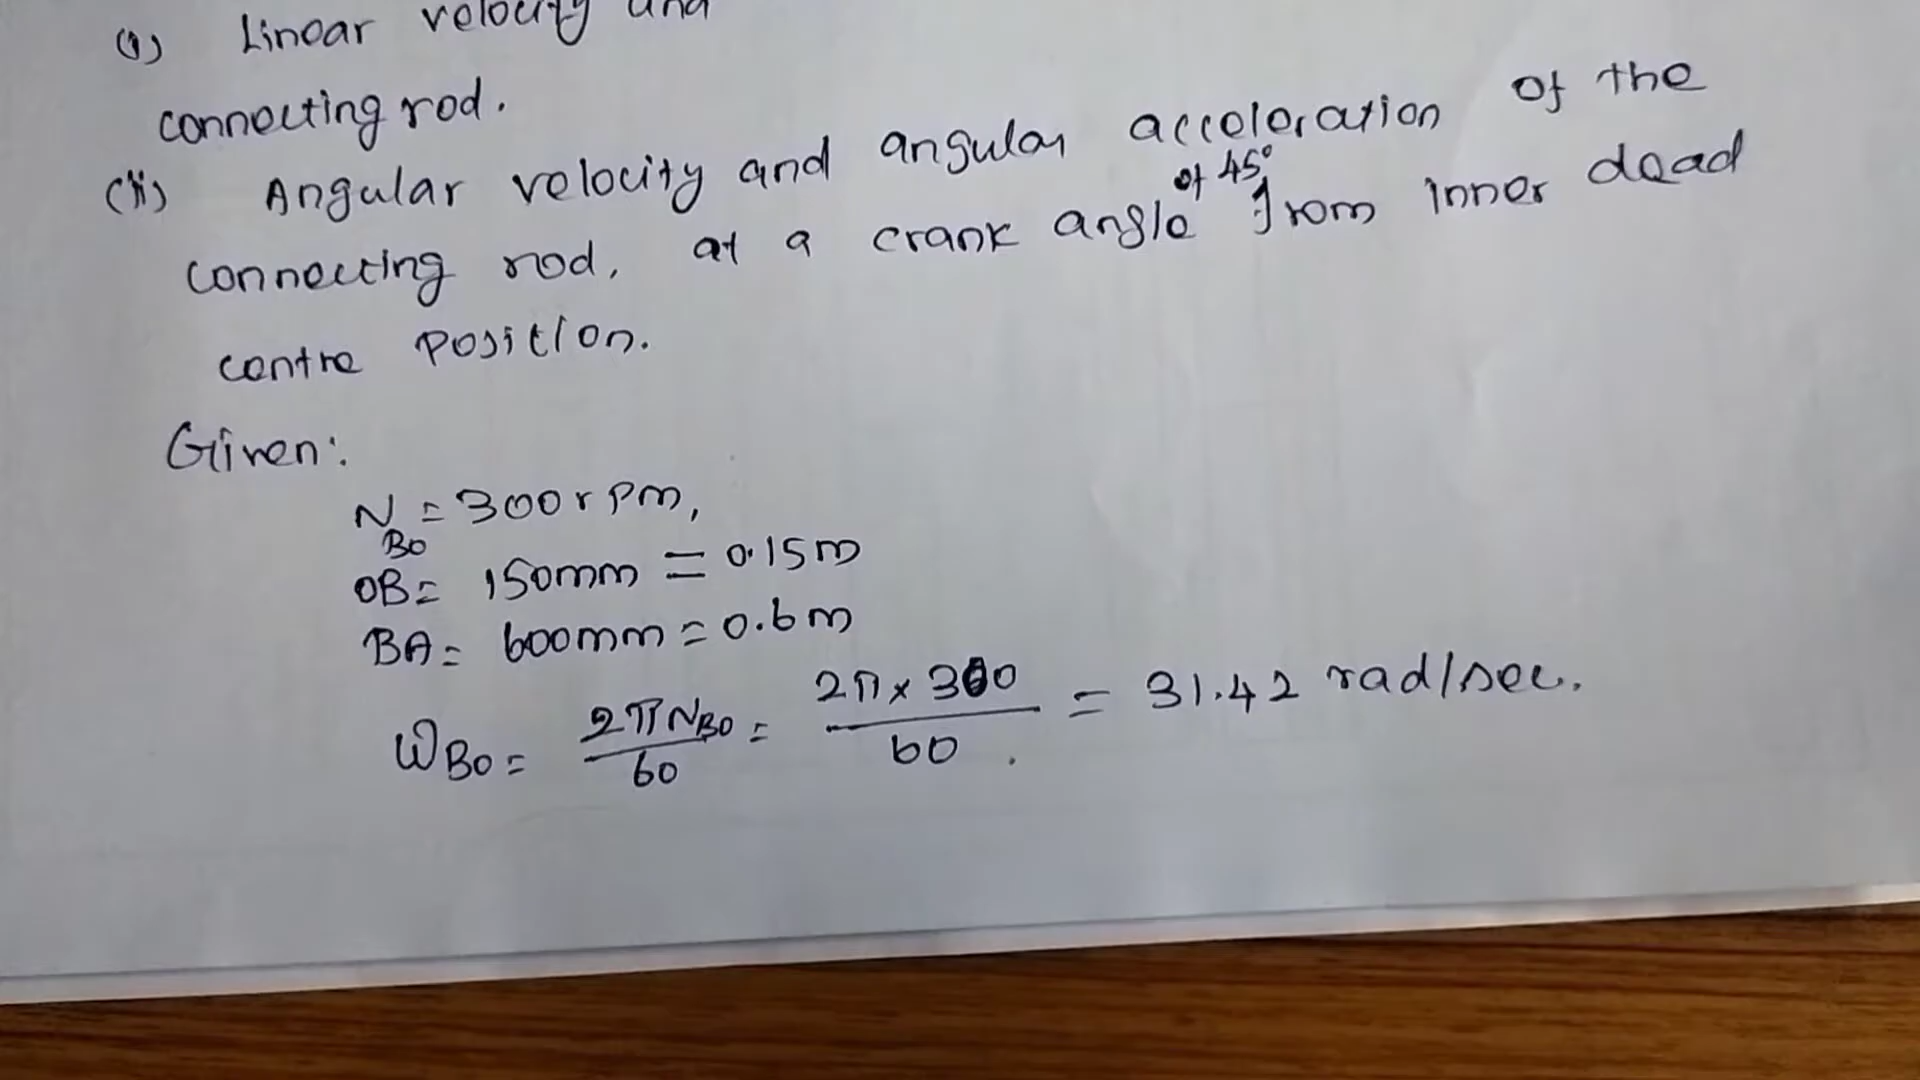 (i) Linear velocity and
connecting rod.
(ii) Angular velocity and angular acceleration of the
connecting rod, at a crank angle of 45° from inner dead
centre position.
Given:
N_BO = 300 rpm,
OB = 150mm = 0.15m
BA = 600mm = 0.6m
ω_BO = 2πN_BO/60 = 2π x 300/60 = 31.42 rad/sec.